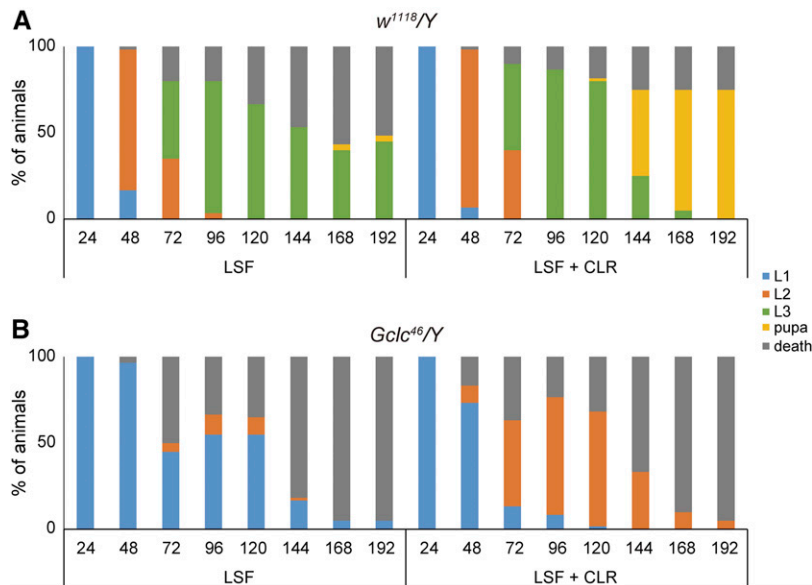 A
w¹¹¹⁸/Y
% of animals
100
50
0
24 48 72 96 120 144 168 192 24 48 72 96 120 144 168 192
LSF LSF + CLR
L1
L2
L3
pupa
death
B
Gclc⁴⁶/Y
% of animals
100
50
0
24 48 72 96 120 144 168 192 24 48 72 96 120 144 168 192
LSF LSF + CLR